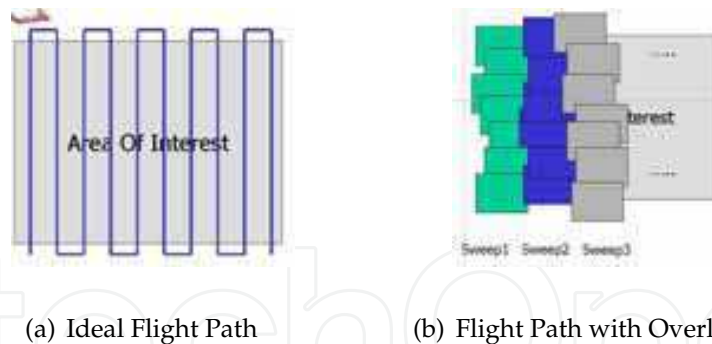 Area Of Interest
terest
Sweep1 Sweep2 Sweep3
(a) Ideal Flight Path
(b) Flight Path with Overl